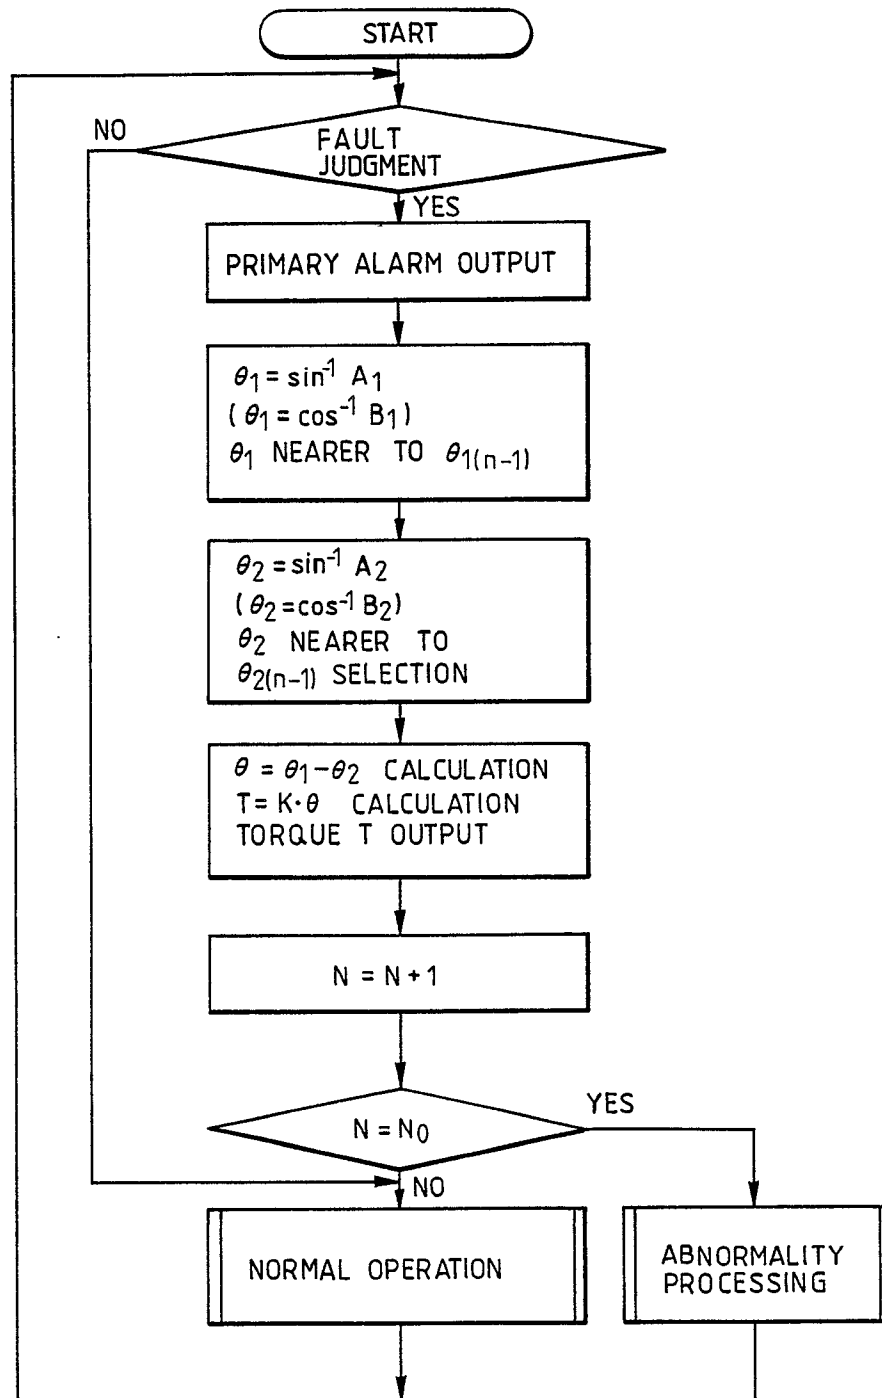 START
NO
FAULT
JUDGMENT
YES
PRIMARY ALARM OUTPUT
θ₁ = sin⁻¹ A₁
(θ₁ = cos⁻¹ B₁)
θ₁ NEARER TO θ₁₍ₙ₋₁₎
θ₂ = sin⁻¹ A₂
(θ₂ = cos⁻¹ B₂)
θ₂ NEARER TO
θ₂₍ₙ₋₁₎ SELECTION
θ = θ₁ − θ₂ CALCULATION
T = K·θ CALCULATION
TORQUE T OUTPUT
N = N + 1
N = N₀
YES
NO
NORMAL OPERATION
ABNORMALITY
PROCESSING